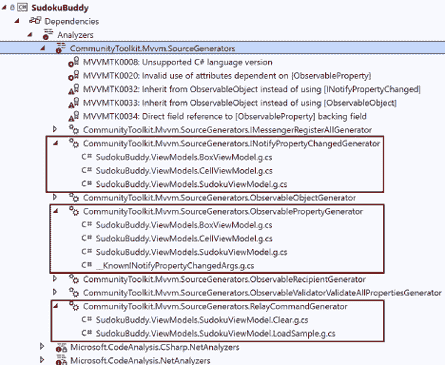 SudokuBuddy
Dependencies
Analyzers
CommunityToolkit.Mvvm.SourceGenerators
MVVMTK0008: Unsupported C# language version
MVVMTK0020: Invalid use of attributes dependent on [ObservableProperty]
MVVMTK0032: Inherit from ObservableObject instead of using [INotifyPropertyChanged]
MVVMTK0033: Inherit from ObservableObject instead of using [ObservableObject]
MVVMTK0034: Direct field reference to [ObservableProperty] backing field
CommunityToolkit.Mvvm.SourceGenerators.IMessengerRegisterAllGenerator
CommunityToolkit.Mvvm.SourceGenerators.INotifyPropertyChangedGenerator
C# SudokuBuddy.ViewModels.BoxViewModel.g.cs
C# SudokuBuddy.ViewModels.CellViewModel.g.cs
C# SudokuBuddy.ViewModels.SudokuViewModel.g.cs
CommunityToolkit.Mvvm.SourceGenerators.ObservableObjectGenerator
CommunityToolkit.Mvvm.SourceGenerators.ObservablePropertyGenerator
C# SudokuBuddy.ViewModels.BoxViewModel.g.cs
C# SudokuBuddy.ViewModels.CellViewModel.g.cs
C# SudokuBuddy.ViewModels.SudokuViewModel.g.cs
C# __KnownINotifyPropertyChangedArgs.g.cs
CommunityToolkit.Mvvm.SourceGenerators.ObservableRecipientGenerator
CommunityToolkit.Mvvm.SourceGenerators.ObservableValidatorValidateAllPropertiesGenerator
CommunityToolkit.Mvvm.SourceGenerators.RelayCommandGenerator
C# SudokuBuddy.ViewModels.SudokuViewModel.Clear.g.cs
C# SudokuBuddy.ViewModels.SudokuViewModel.LoadSample.g.cs
Microsoft.CodeAnalysis.CSharp.NetAnalyzers
Microsoft.CodeAnalysis.NetAnalyzers